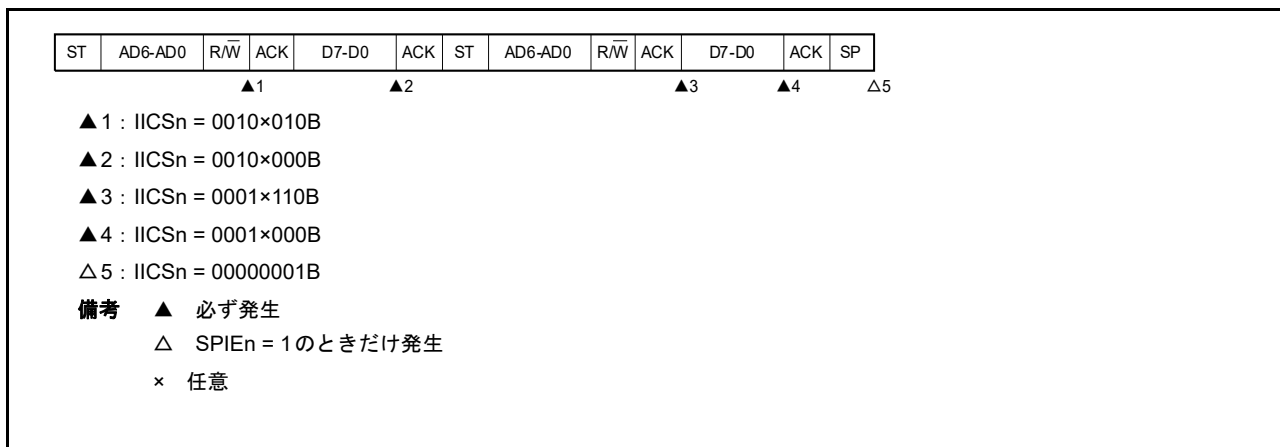 ST AD6-AD0 R/W̅ ACK D7-D0 ACK ST AD6-AD0 R/W̅ ACK D7-D0 ACK SP
▲1 ▲2 ▲3 ▲4 △5
▲1：IICSn = 0010×010B
▲2：IICSn = 0010×000B
▲3：IICSn = 0001×110B
▲4：IICSn = 0001×000B
△5：IICSn = 00000001B
備考 ▲ 必ず発生
△ SPIEn = 1のときだけ発生
× 任意